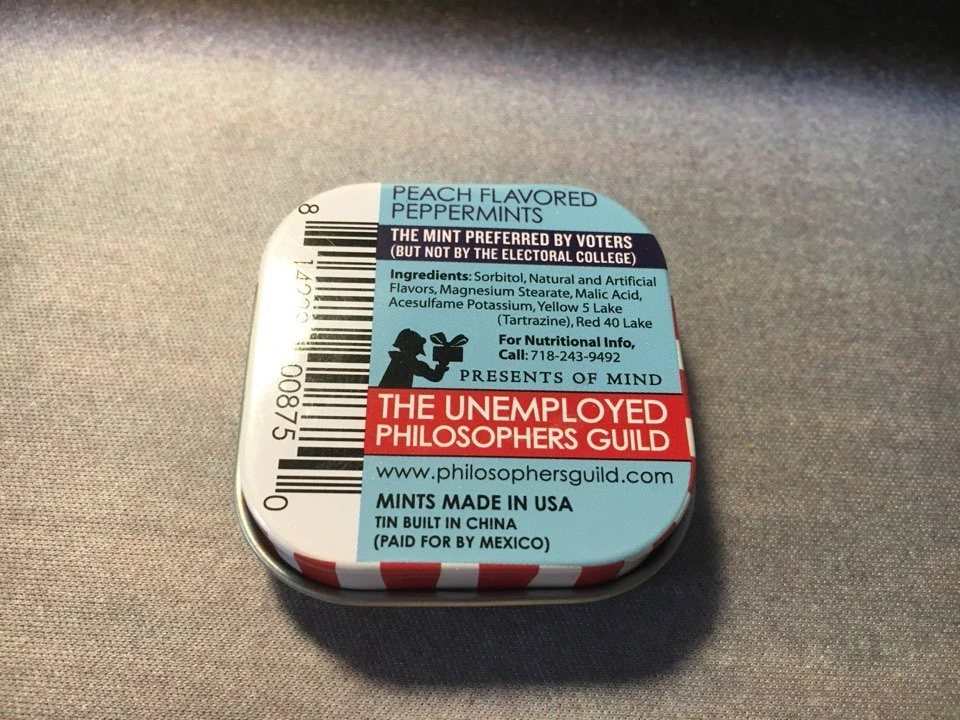 PEACH FLAVORED
PEPPERMINTS
THE MINT PREFERRED BY VOTERS
(BUT NOT BY THE ELECTORAL COLLEGE)
Ingredients: Sorbitol, Natural and Artificial
Flavors, Magnesium Stearate, Malic Acid,
Acesulfame Potassium, Yellow 5 Lake
(Tartrazine), Red 40 Lake
For Nutritional Info,
Call: 718-243-9492
PRESENTS OF MIND
THE UNEMPLOYED
PHILOSOPHERS GUILD
www.philosophersguild.com
MINTS MADE IN USA
TIN BUILT IN CHINA
(PAID FOR BY MEXICO)
8 00875 0